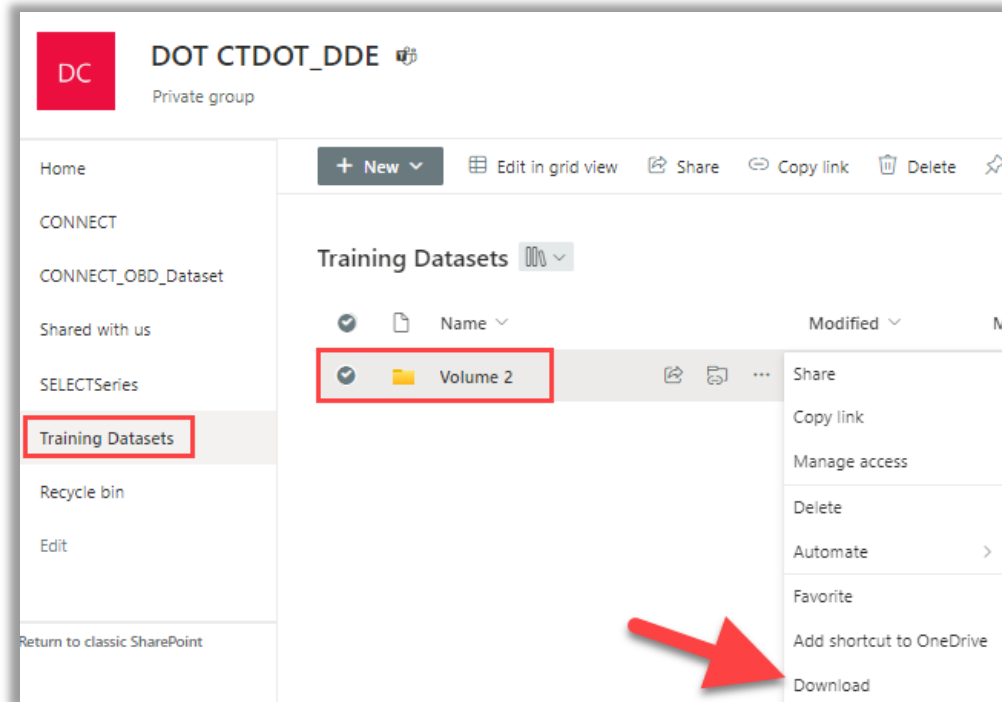 DC
DOT CTDOT_DDE
Private group
Home
CONNECT
CONNECT_OBD_Dataset
Shared with us
SELECTSeries
Training Datasets
Recycle bin
Edit
Return to classic SharePoint
+ New Edit in grid view Share Copy link Delete
Training Datasets
Name Modified M
Volume 2
Share
Copy link
Manage access
Delete
Automate
Favorite
Add shortcut to OneDrive
Download